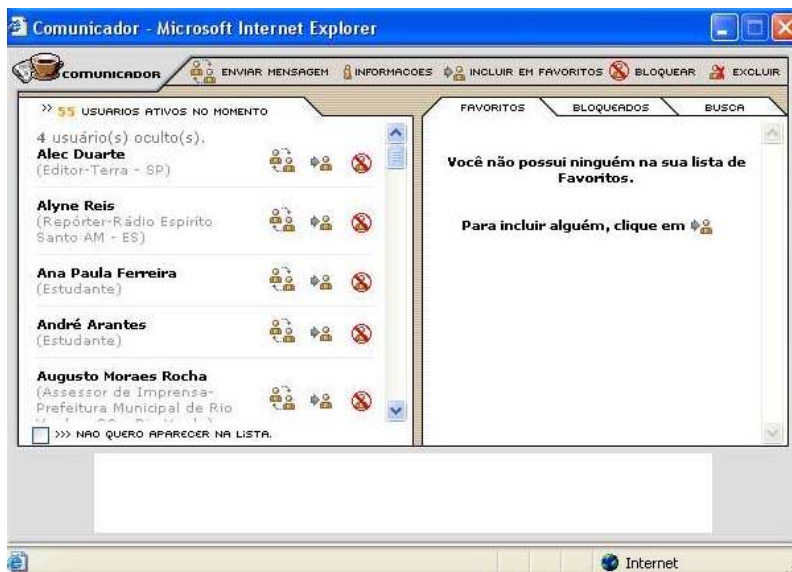 Comunicador - Microsoft Internet Explorer
COMUNICADOR ENVIAR MENSAGEM INFORMACOES INCLUIR EM FAVORITOS BLOQUEAR EXCLUIR
>> 55 USUARIOS ATIVOS NO MOMENTO
4 usuário(s) oculto(s).
Alec Duarte
(Editor-Terra - SP)
Alyne Reis
(Repórter-Rádio Espírito
Santo AM - ES)
Ana Paula Ferreira
(Estudante)
André Arantes
(Estudante)
Augusto Moraes Rocha
(Assessor de Imprensa-
Prefeitura Municipal de Rio
>>> NAO QUERO APARECER NA LISTA.
FAVORITOS BLOQUEADOS BUSCA
Você não possui ninguém na sua lista de
Favoritos.
Para incluir alguém, clique em
Internet